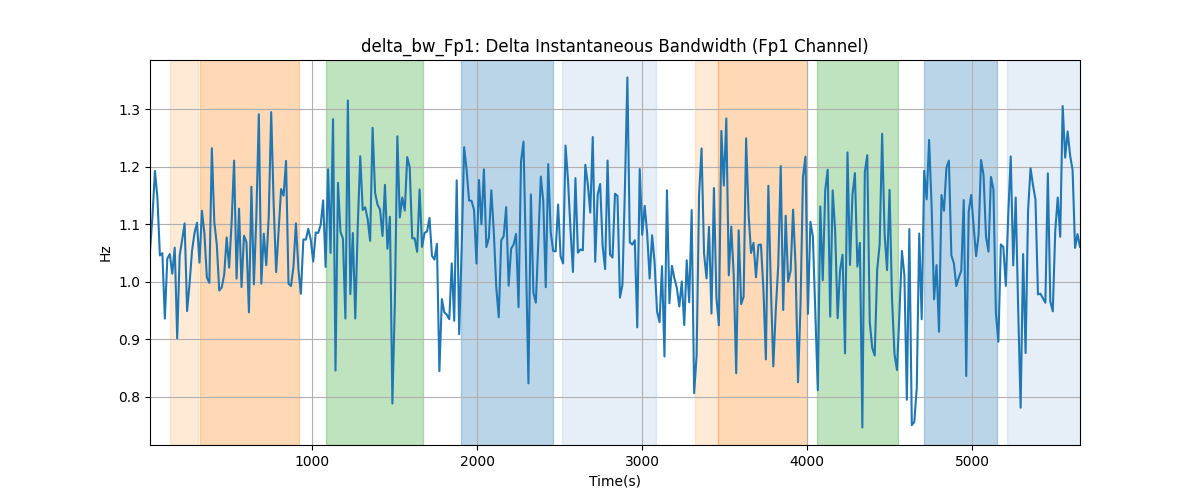 delta_bw_Fp1: Delta Instantaneous Bandwidth (Fp1 Channel)
Hz
1.3
1.2
1.1
1.0
0.9
0.8
1000 2000 3000 4000 5000
Time(s)